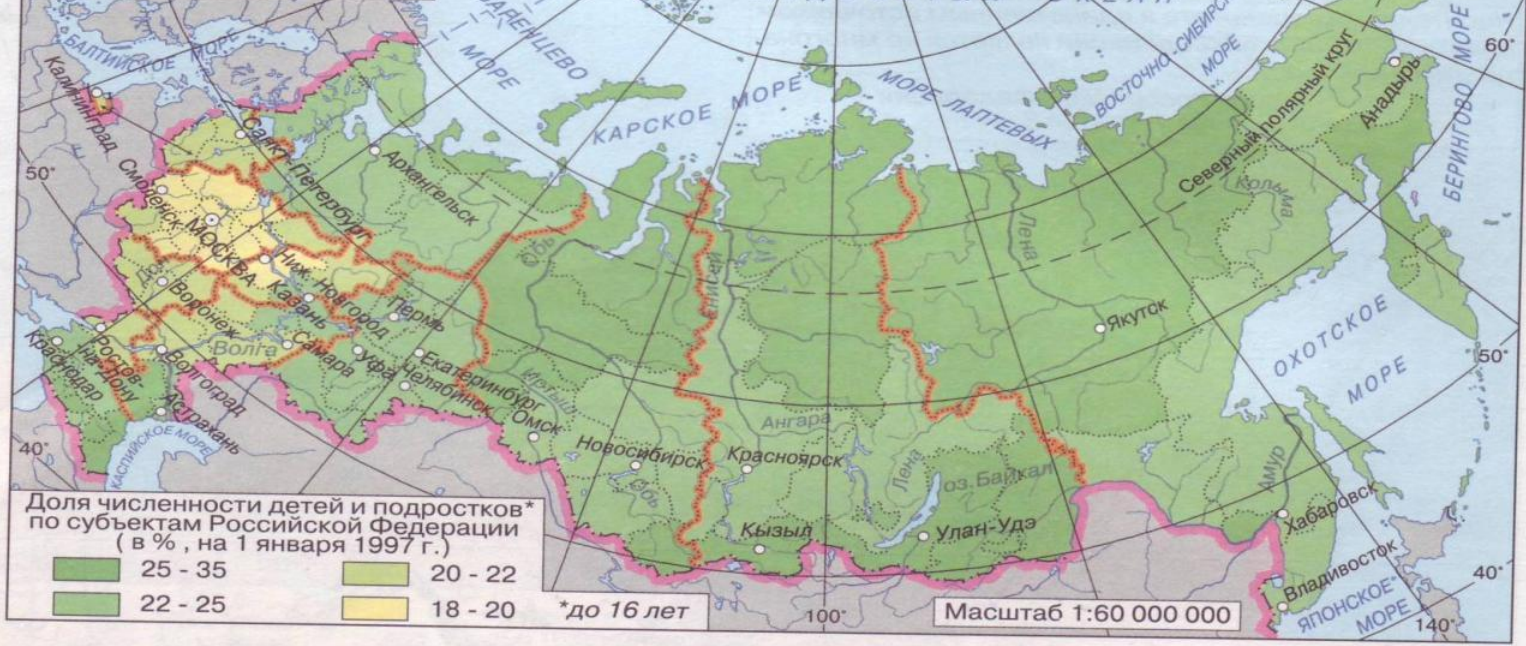 БАРЕНЦЕВО
МОРЕ
БАЛТИЙСКОЕ МОРЕ
КАРСКОЕ МОРЕ
МОРЕ ЛАПТЕВЫХ
МОРЕ
БЕРИНГОВО МОРЕ
60°
Северный полярный круг
Анадырь
Колыма
Калининград
Санкт-Петербург
Архангельск
50°
Смоленск
МОСКВА
Ниж. Новгород
Обь
Енисей
Лена
Дон
Воронеж
Казань
Пермь
Якутск
ОХОТСКОЕ
МОРЕ
50°
Краснодар
Ростов-
на-Дону
Волга
Волгоград
Самара
Уфа
Екатеринбург
Челябинск
Иртыш
Астрахань
Омск
Ангара
40°
КАСПИЙСКОЕ МОРЕ
Новосибирск
Обь
Красноярск
Лена
оз. Байкал
Амур
Хабаровск
Кызыл
Улан-Удэ
Владивосток
40°
ЯПОНСКОЕ
МОРЕ
140°
100°
Доля численности детей и подростков*
по субъектам Российской Федерации
( в % , на 1 января 1997 г.)
25 - 35
20 - 22
22 - 25
18 - 20
*до 16 лет
Масштаб 1:60 000 000